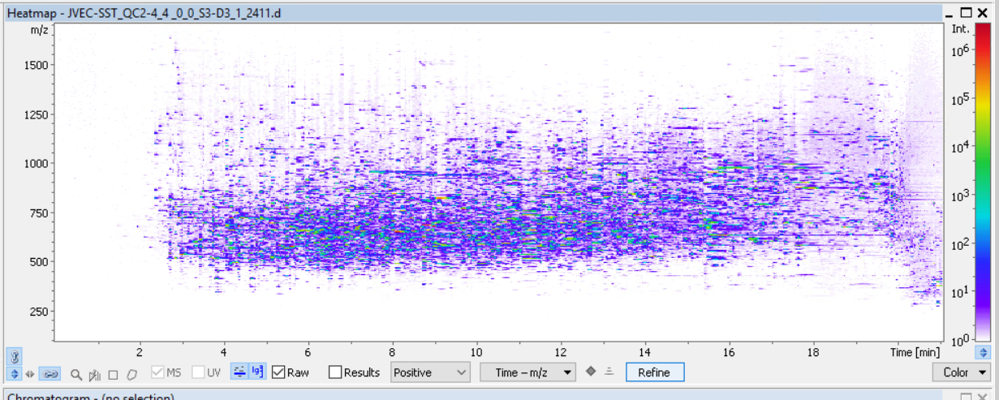 Heatmap - JVEC-SST_QC2-4_4_0_0_S3-D3_1_2411.d
m/z
Int.
1500
1250
1000
750
500
250
10^6
10^5
10^4
10^3
10^2
10^1
10^0
2 4 6 8 10 12 14 16 18 Time [min]
MS UV lg Raw Results Positive Time – m/z Refine Color
Chromatogram - (no selection)